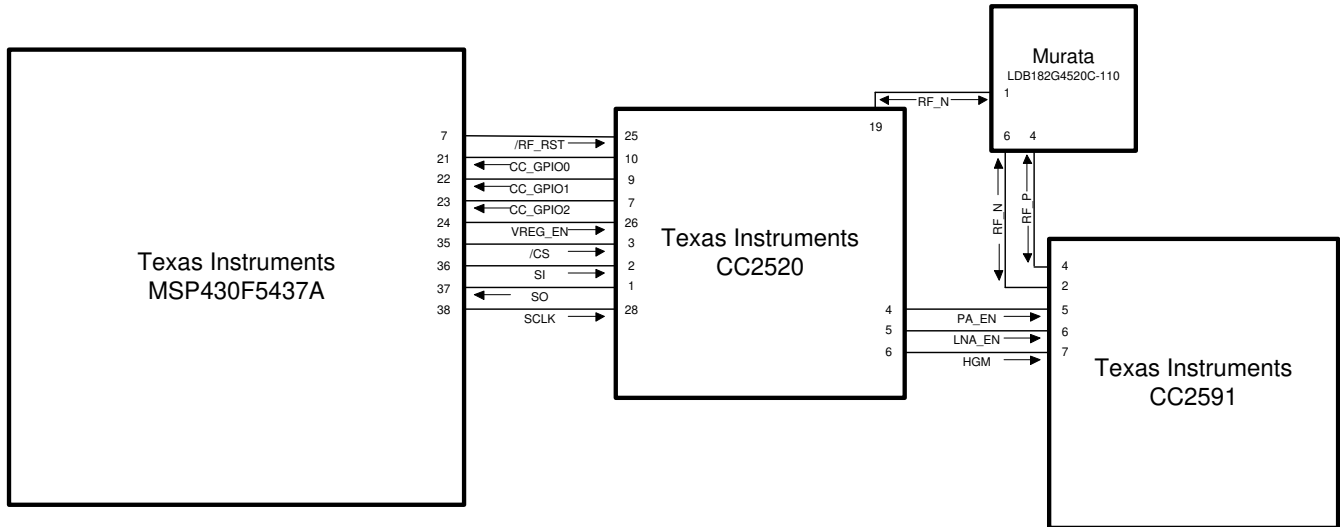 Murata
LDB182G4520C-110
1
RF_N
19
6 4
7 25
/RF_RST
21 10
CC_GPIO0
22 9
CC_GPIO1
23 7
CC_GPIO2
24 26
VREG_EN
35 3
/CS
36 2
SI
37 1
SO
38 28
SCLK
Texas Instruments
MSP430F5437A
Texas Instruments
CC2520
RF_N
RF_P
4
2
4 5
PA_EN
5 6
LNA_EN
6 7
HGM
Texas Instruments
CC2591